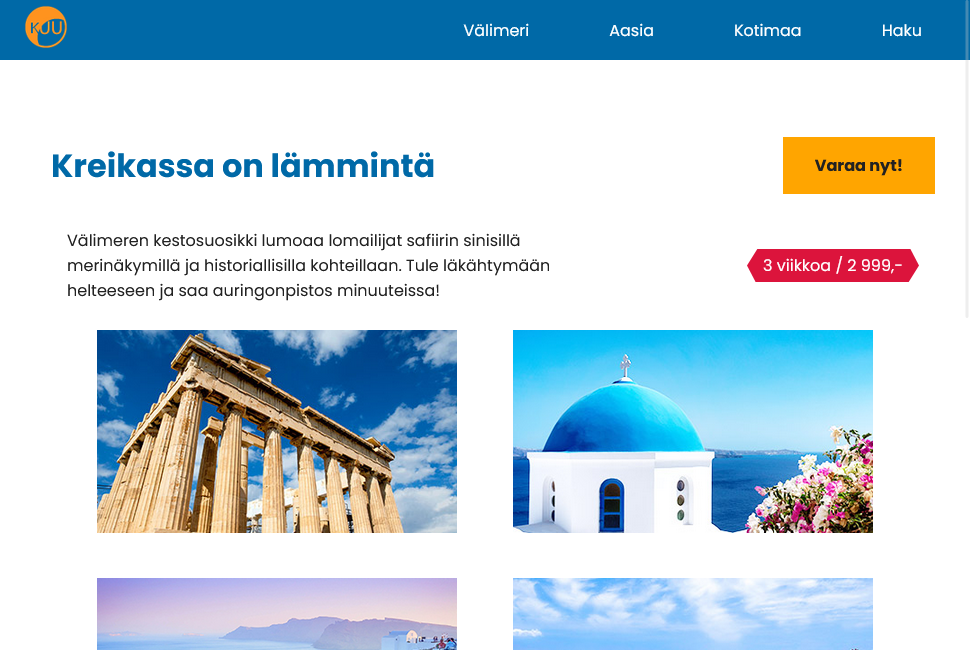 KUU
Välimeri
Aasia
Kotimaa
Haku
Kreikassa on lämmintä
Varaa nyt!
Välimeren kestosuosikki lumoaa lomailijat safiirin sinisillä
merinäkymillä ja historiallisilla kohteillaan. Tule läkähtymään
helteeseen ja saa auringonpistos minuuteissa!
3 viikkoa / 2 999,-